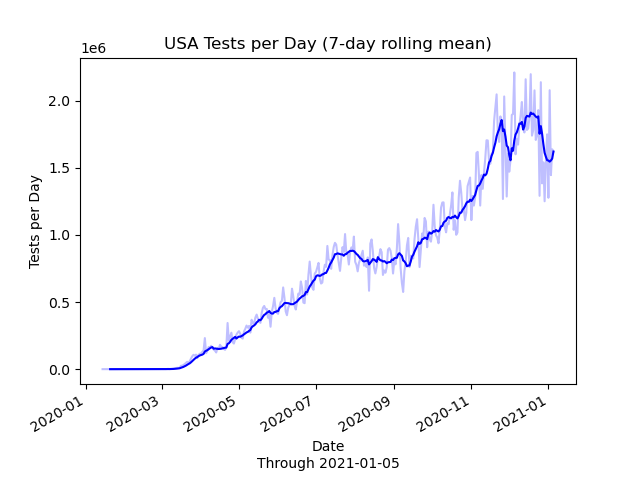 USA Tests per Day (7-day rolling mean)
1e6
2.0
1.5
1.0
0.5
0.0
Tests per Day
2020-01
2020-03
2020-05
2020-07
2020-09
2020-11
2021-01
Date
Through 2021-01-05